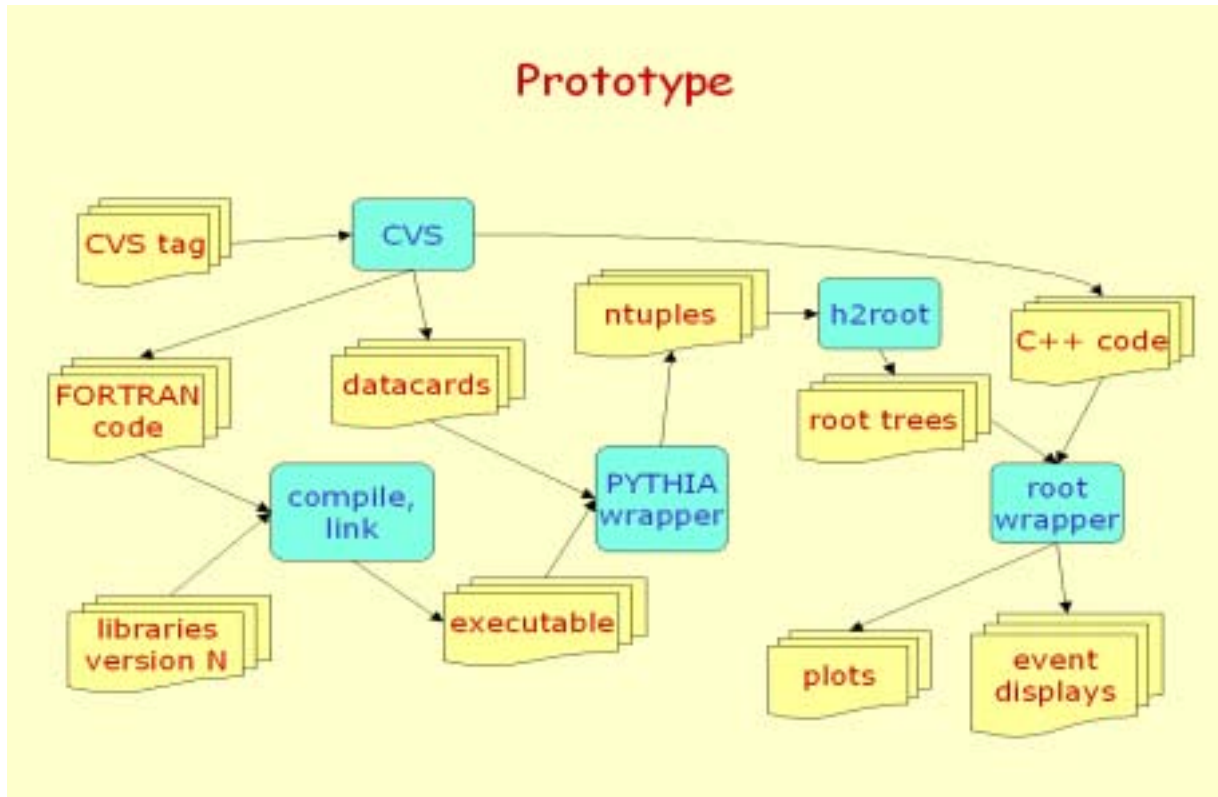 Prototype
CVS tag
CVS
ntuples
h2root
C++ code
FORTRAN
code
datacards
root trees
compile,
link
PYTHIA
wrapper
root
wrapper
libraries
version N
executable
plots
event
displays